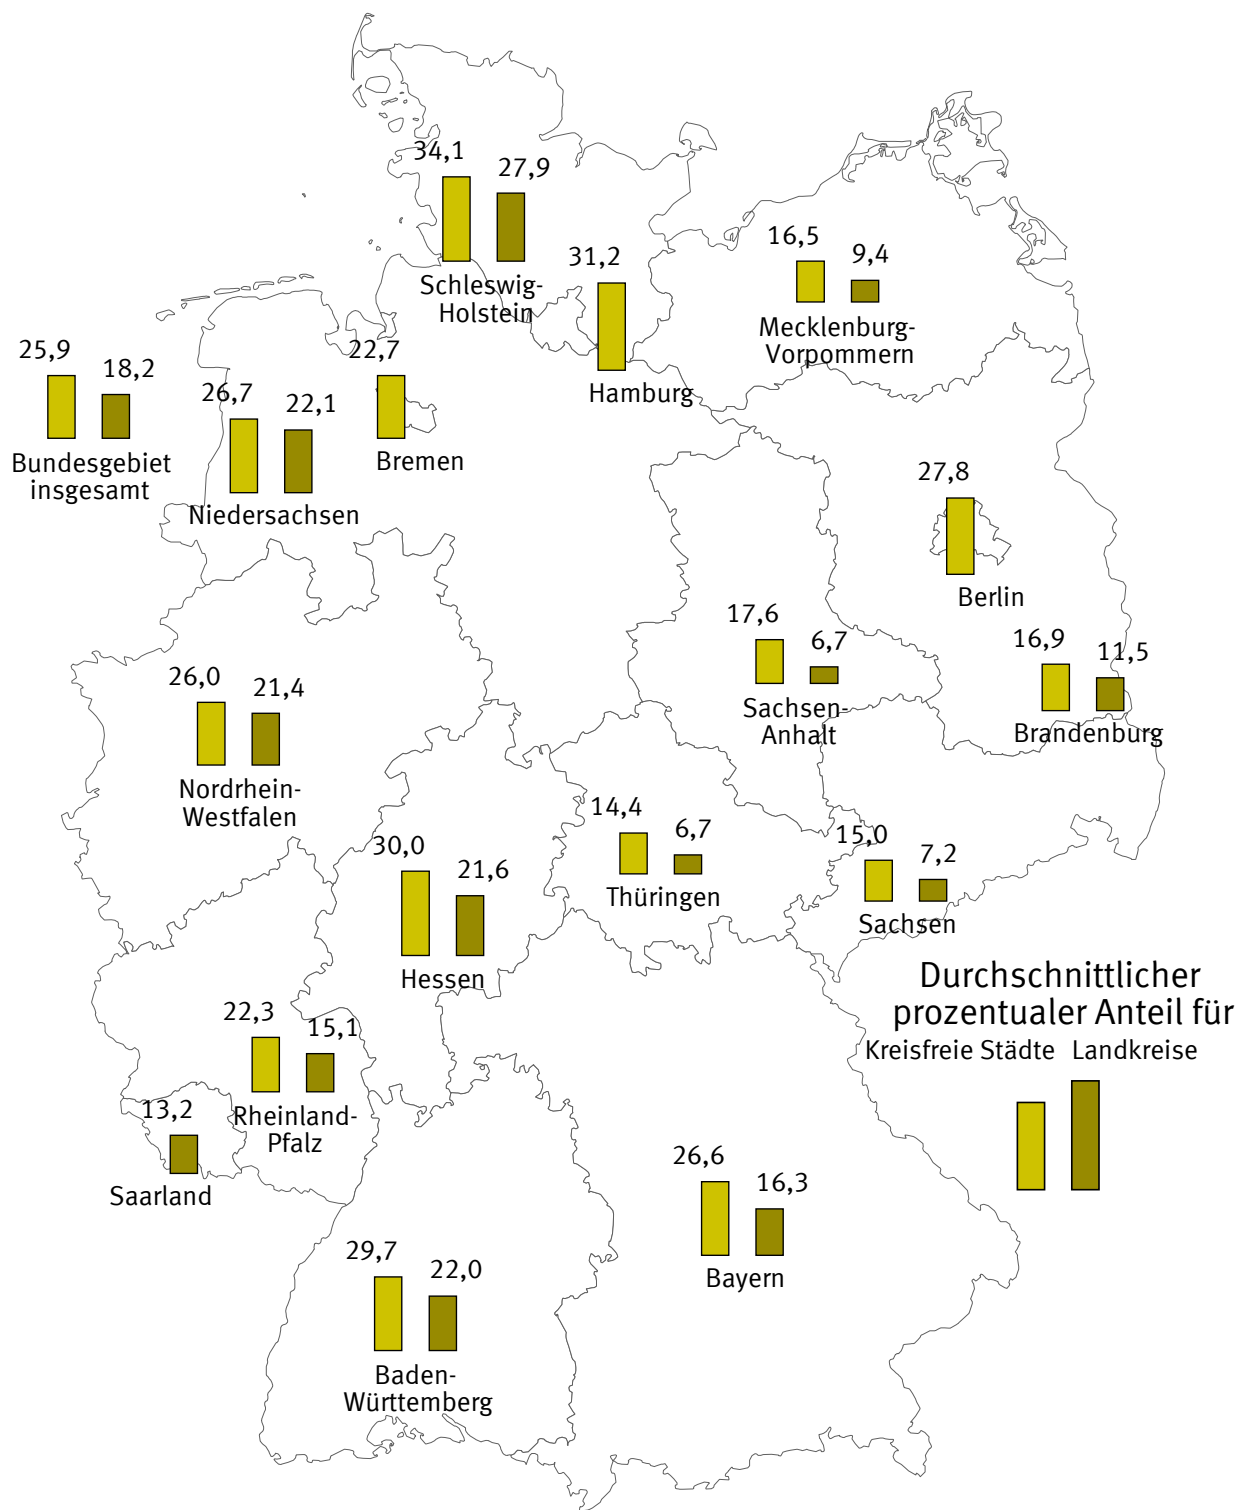 34,1
27,9
Schleswig-
Holstein
31,2
Hamburg
16,5
9,4
Mecklenburg-
Vorpommern
25,9
18,2
Bundesgebiet
insgesamt
26,7
22,1
Niedersachsen
22,7
Bremen
27,8
Berlin
17,6
6,7
Sachsen-
Anhalt
16,9
11,5
Brandenburg
26,0
21,4
Nordrhein-
Westfalen
30,0
21,6
Hessen
14,4
6,7
Thüringen
15,0
7,2
Sachsen
Durchschnittlicher
prozentualer Anteil für
Kreisfreie Städte Landkreise
22,3
15,1
Rheinland-
Pfalz
13,2
Saarland
26,6
16,3
Bayern
29,7
22,0
Baden-
Württemberg